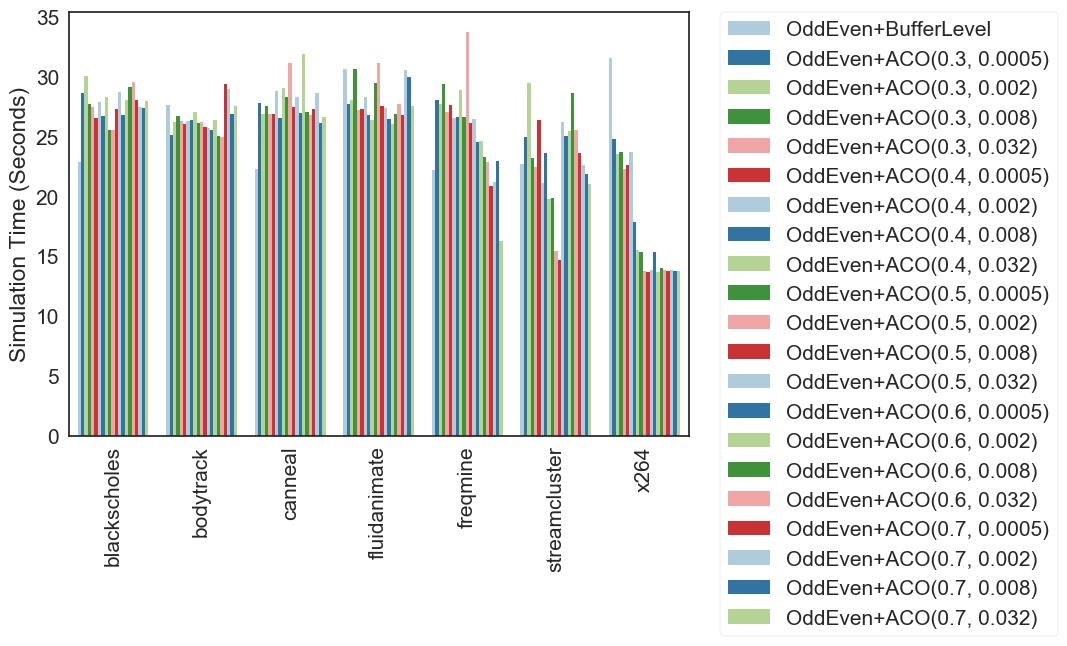 35
30
25
20
15
10
5
0
Simulation Time (Seconds)
blackscholes
bodytrack
canneal
fluidanimate
freqmine
streamcluster
x264
OddEven+BufferLevel
OddEven+ACO(0.3, 0.0005)
OddEven+ACO(0.3, 0.002)
OddEven+ACO(0.3, 0.008)
OddEven+ACO(0.3, 0.032)
OddEven+ACO(0.4, 0.0005)
OddEven+ACO(0.4, 0.002)
OddEven+ACO(0.4, 0.008)
OddEven+ACO(0.4, 0.032)
OddEven+ACO(0.5, 0.0005)
OddEven+ACO(0.5, 0.002)
OddEven+ACO(0.5, 0.008)
OddEven+ACO(0.5, 0.032)
OddEven+ACO(0.6, 0.0005)
OddEven+ACO(0.6, 0.002)
OddEven+ACO(0.6, 0.008)
OddEven+ACO(0.6, 0.032)
OddEven+ACO(0.7, 0.0005)
OddEven+ACO(0.7, 0.002)
OddEven+ACO(0.7, 0.008)
OddEven+ACO(0.7, 0.032)